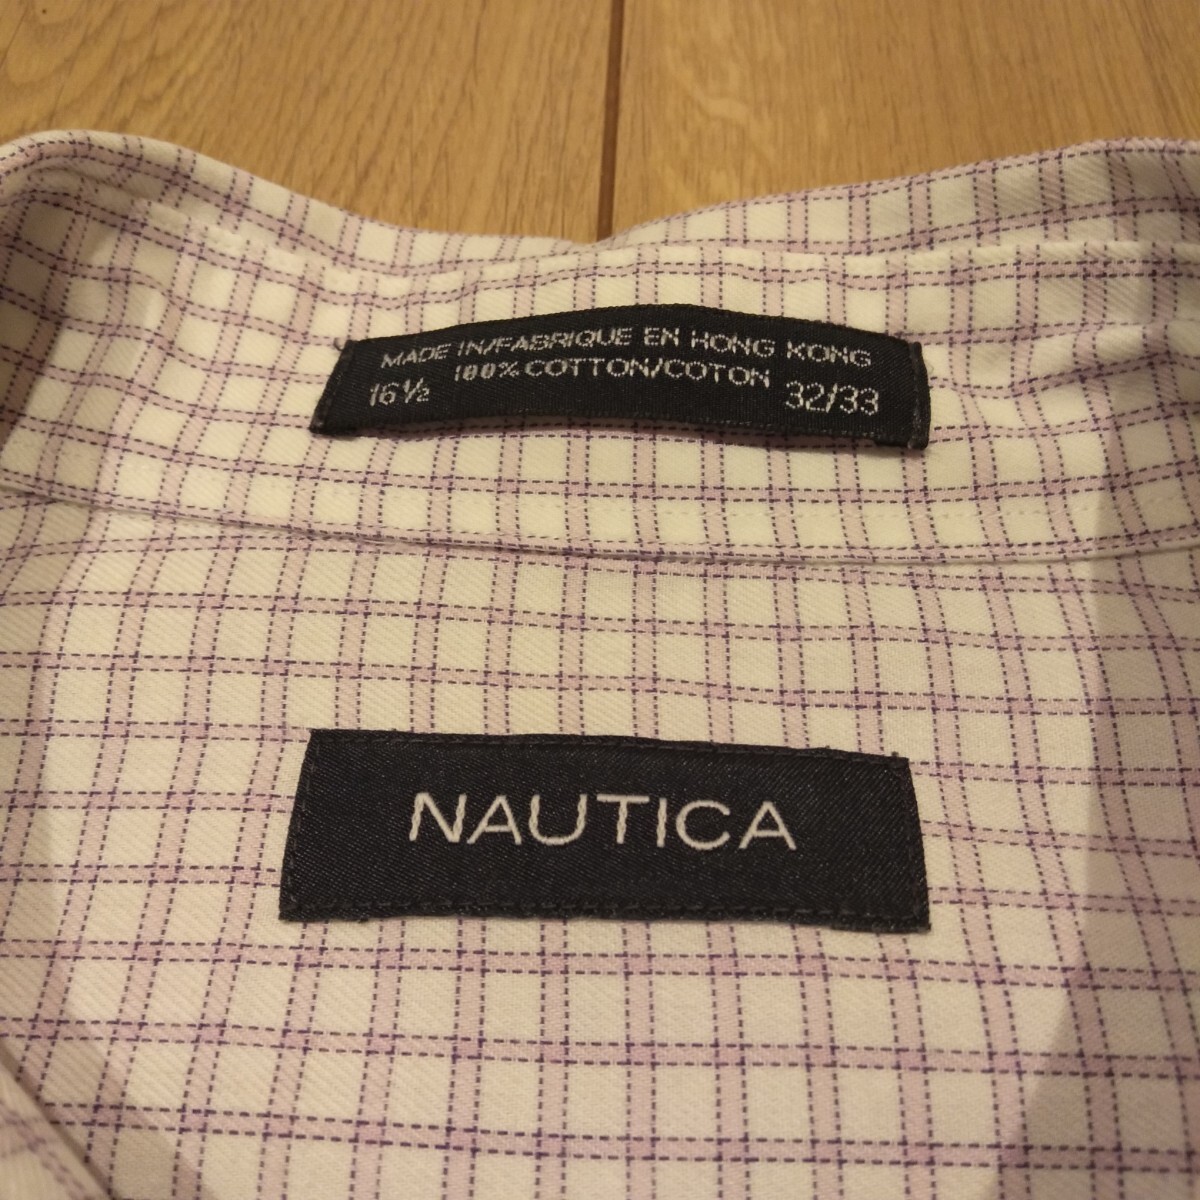 MADE IN/FABRIQUE EN HONG KONG
100% COTTON/COTON
16½ 32/33
NAUTICA